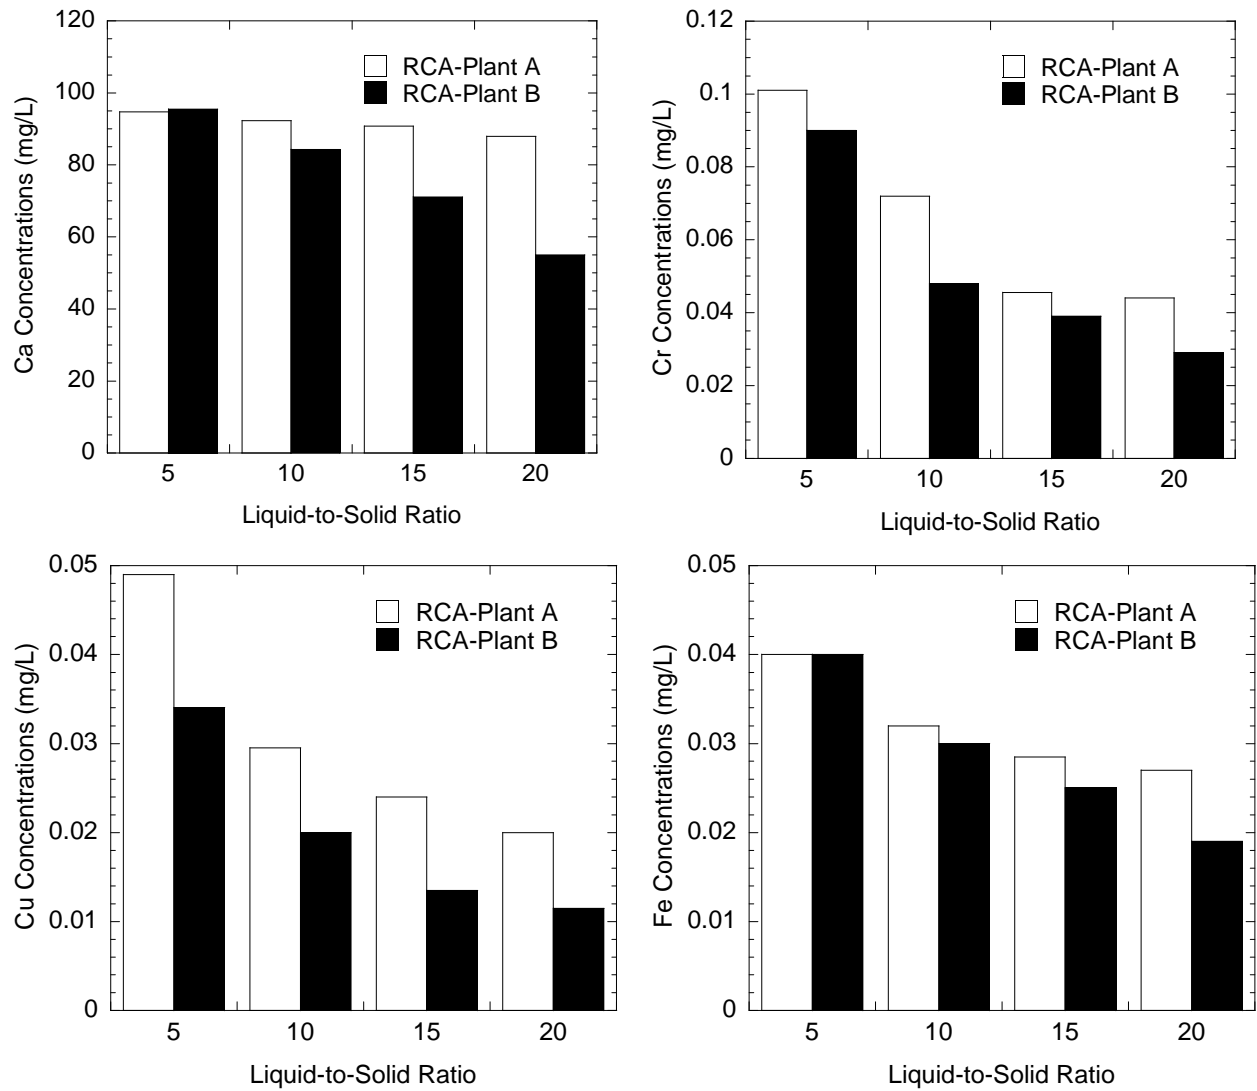 120
100
80
60
40
20
0
Ca Concentrations (mg/L)
RCA-Plant A
RCA-Plant B
5 10 15 20
Liquid-to-Solid Ratio
0.12
0.1
0.08
0.06
0.04
0.02
0
Cr Concentrations (mg/L)
RCA-Plant A
RCA-Plant B
5 10 15 20
Liquid-to-Solid Ratio
0.05
0.04
0.03
0.02
0.01
0
Cu Concentrations (mg/L)
RCA-Plant A
RCA-Plant B
5 10 15 20
Liquid-to-Solid Ratio
0.05
0.04
0.03
0.02
0.01
0
Fe Concentrations (mg/L)
RCA-Plant A
RCA-Plant B
5 10 15 20
Liquid-to-Solid Ratio